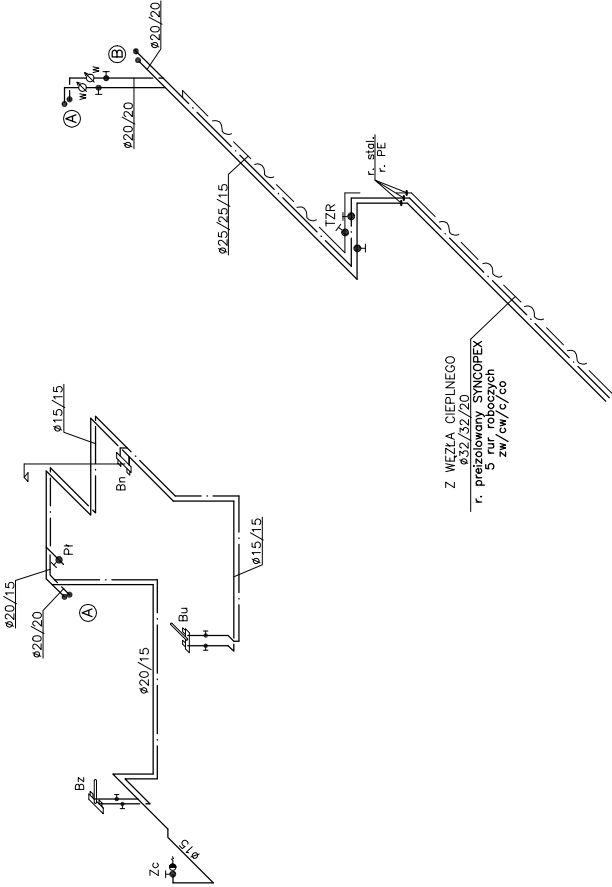 ø20/20
B
A
w
w
ø20/20
ø25/25/15
r. stal.
r. PE
TZR
Z WĘZŁA CIEPLNEGO
ø32/32/20
r. preizolowany SYNCOPEX
5 rur roboczych
zw/cw/c/co
ø15/15
Bn
Pł
ø20/15
ø20/20
A
ø15/15
Bu
ø20/15
Bz
Zc
ø15